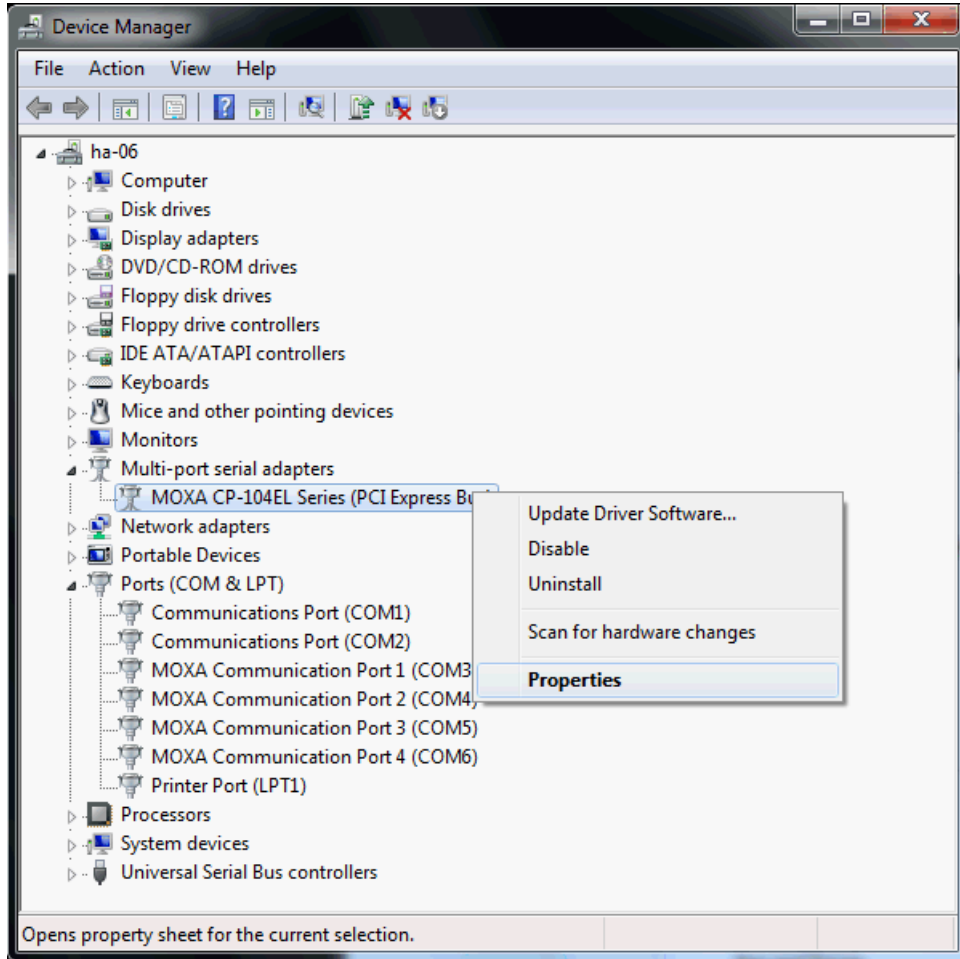 Device Manager
File Action View Help
ha-06
Computer
Disk drives
Display adapters
DVD/CD-ROM drives
Floppy disk drives
Floppy drive controllers
IDE ATA/ATAPI controllers
Keyboards
Mice and other pointing devices
Monitors
Multi-port serial adapters
MOXA CP-104EL Series (PCI Express
Network adapters
Portable Devices
Ports (COM & LPT)
Communications Port (COM1)
Communications Port (COM2)
MOXA Communication Port 1 (COM3
MOXA Communication Port 2 (COM4)
MOXA Communication Port 3 (COM5)
MOXA Communication Port 4 (COM6)
Printer Port (LPT1)
Processors
System devices
Universal Serial Bus controllers
Update Driver Software...
Disable
Uninstall
Scan for hardware changes
Properties
Opens property sheet for the current selection.